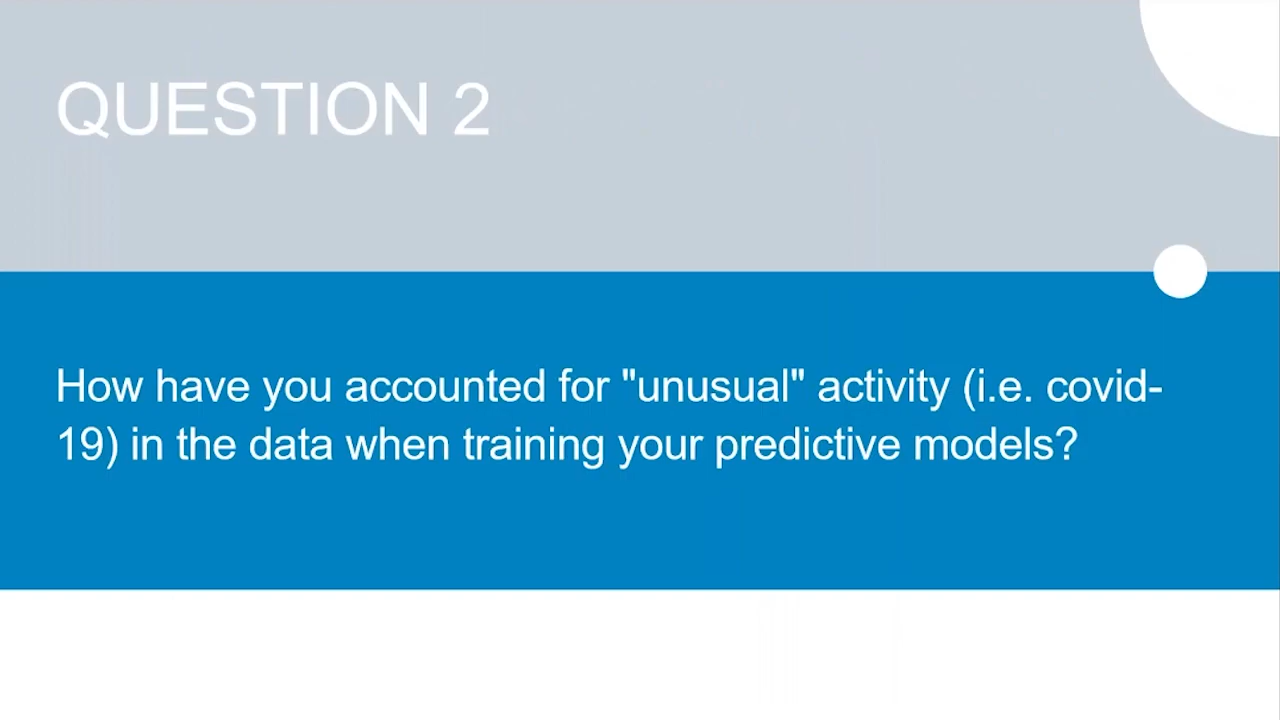 QUESTION 2
How have you accounted for "unusual" activity (i.e. covid-
19) in the data when training your predictive models?